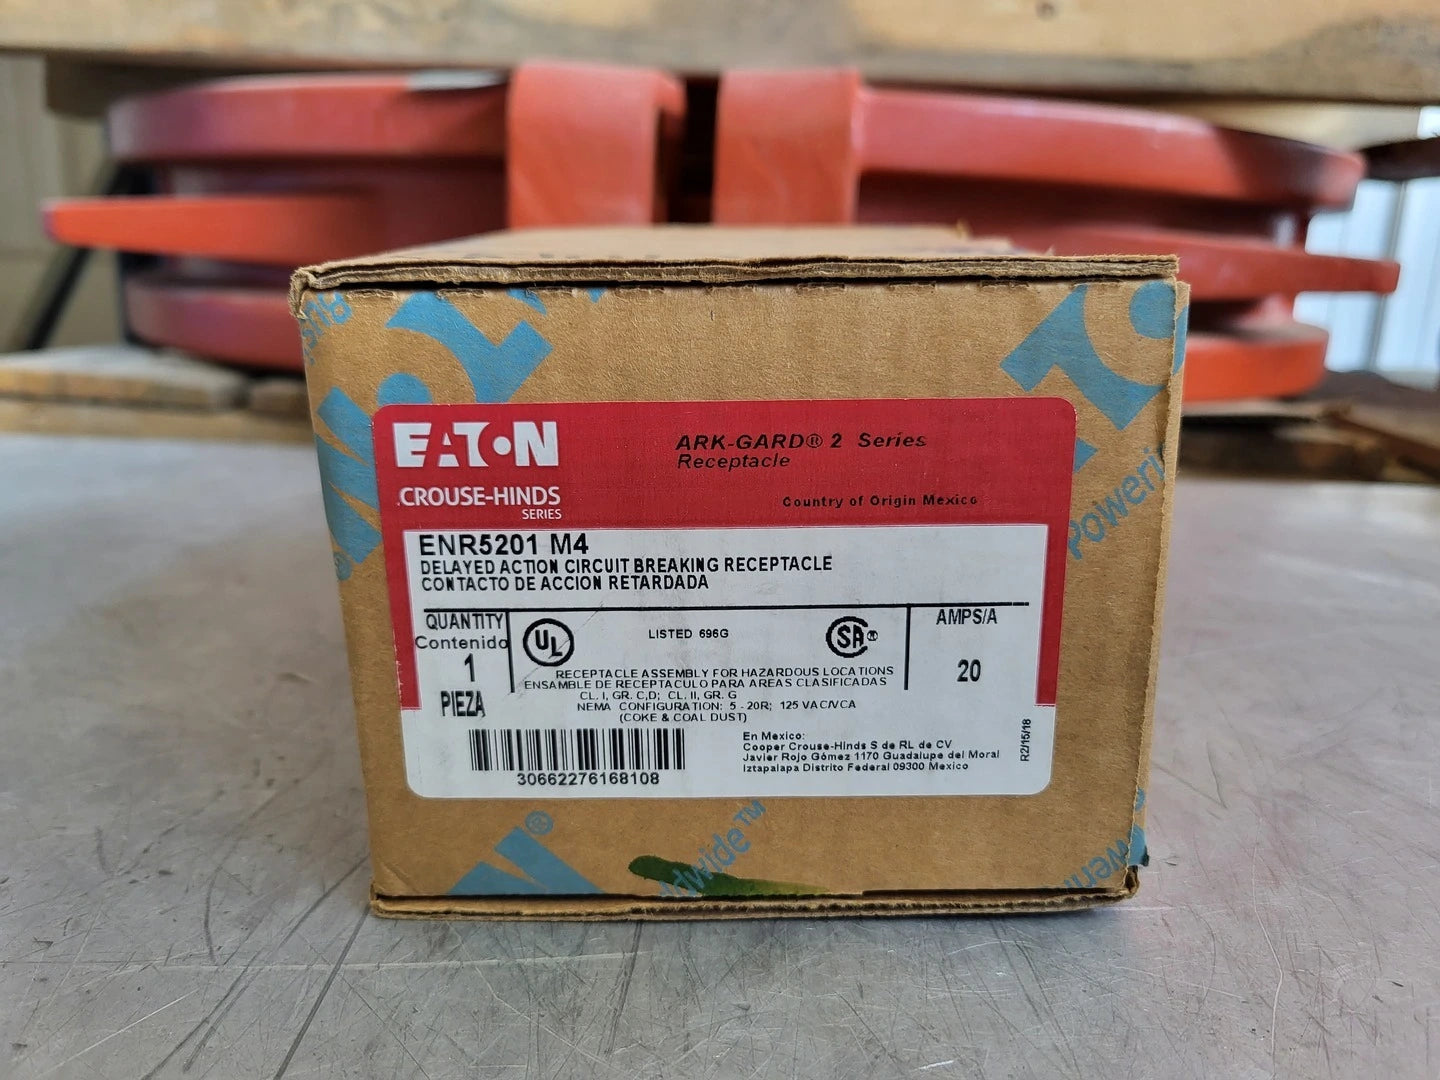 EATON
CROUSE-HINDS
SERIES
ARK-GARD® 2 Series
Receptacle
Country of Origin Mexico
ENR5201 M4
DELAYED ACTION CIRCUIT BREAKING RECEPTACLE
CONTACTO DE ACCION RETARDADA
QUANTITY
Contenido
1
PIEZA
UL
LISTED 696G
SA®
AMPS/A
20
RECEPTACLE ASSEMBLY FOR HAZARDOUS LOCATIONS
ENSAMBLE DE RECEPTACULO PARA AREAS CLASIFICADAS
CL. I, GR. C,D; CL. II, GR. G
NEMA CONFIGURATION: 5 - 20R; 125 VAC/VCA
(COKE & COAL DUST)
30662276168108
En Mexico:
Cooper Crouse-Hinds S de RL de CV
Javier Rojo Gómez 1170 Guadalupe del Moral
Iztapalapa Distrito Federal 09300 Mexico
R2/15/18
Poweri